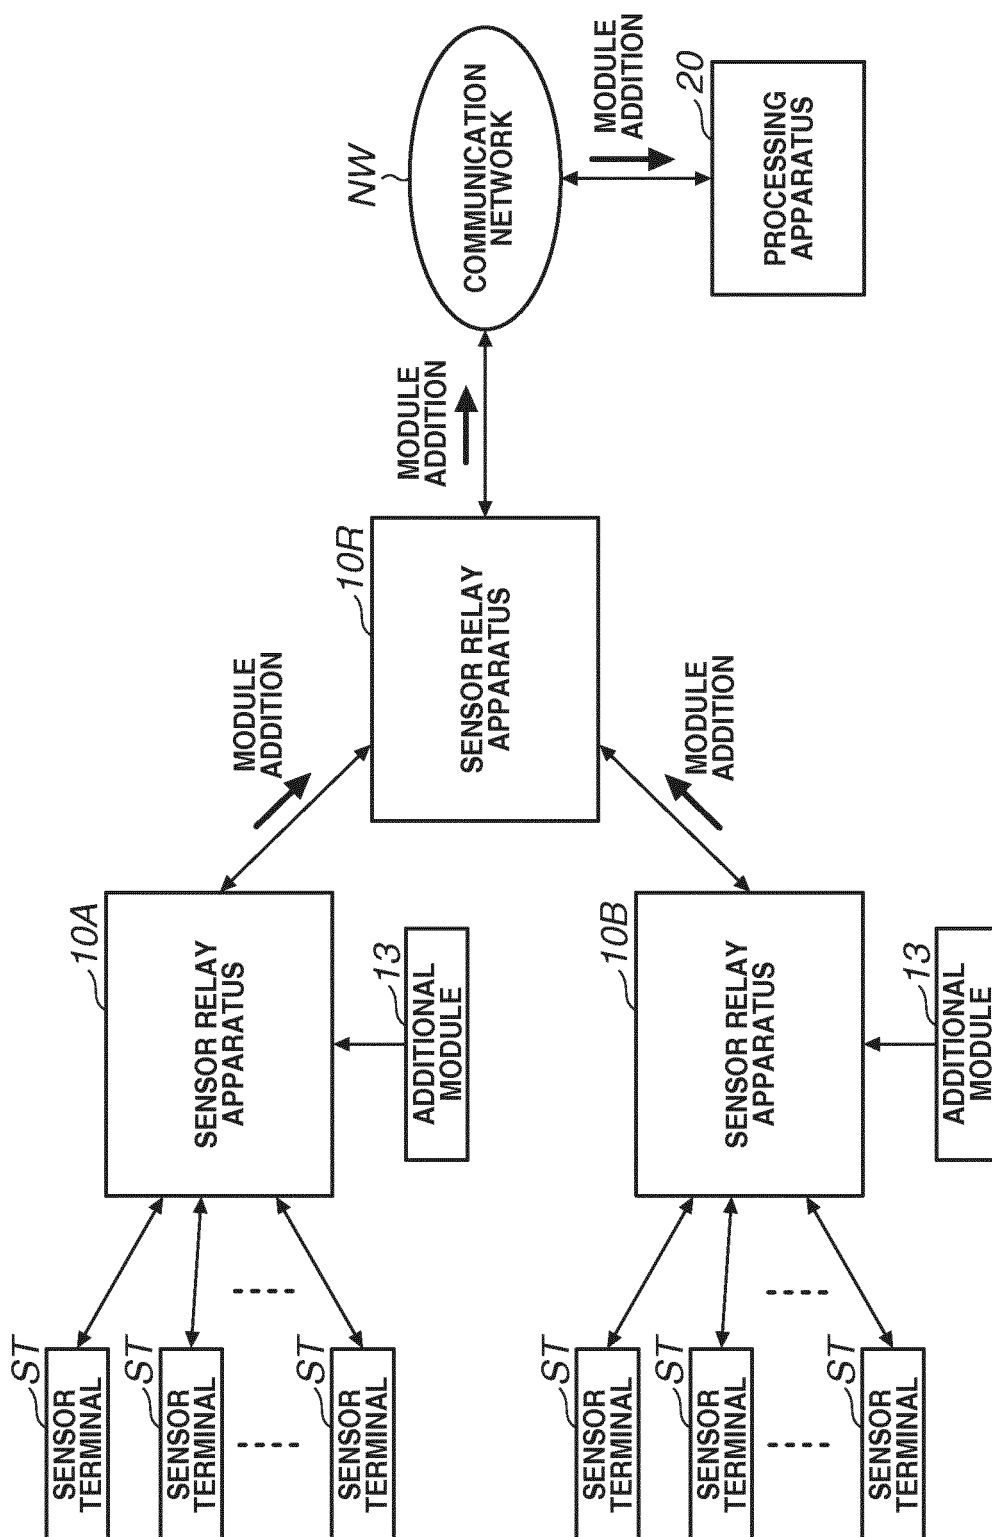 ST
SENSOR
TERMINAL
ST
SENSOR
TERMINAL
ST
SENSOR
TERMINAL
10A
SENSOR RELAY
APPARATUS
13
ADDITIONAL
MODULE
MODULE
ADDITION
ST
SENSOR
TERMINAL
ST
SENSOR
TERMINAL
ST
SENSOR
TERMINAL
10B
SENSOR RELAY
APPARATUS
13
ADDITIONAL
MODULE
MODULE
ADDITION
10R
SENSOR RELAY
APPARATUS
MODULE
ADDITION
NW
COMMUNICATION
NETWORK
MODULE
ADDITION
20
PROCESSING
APPARATUS